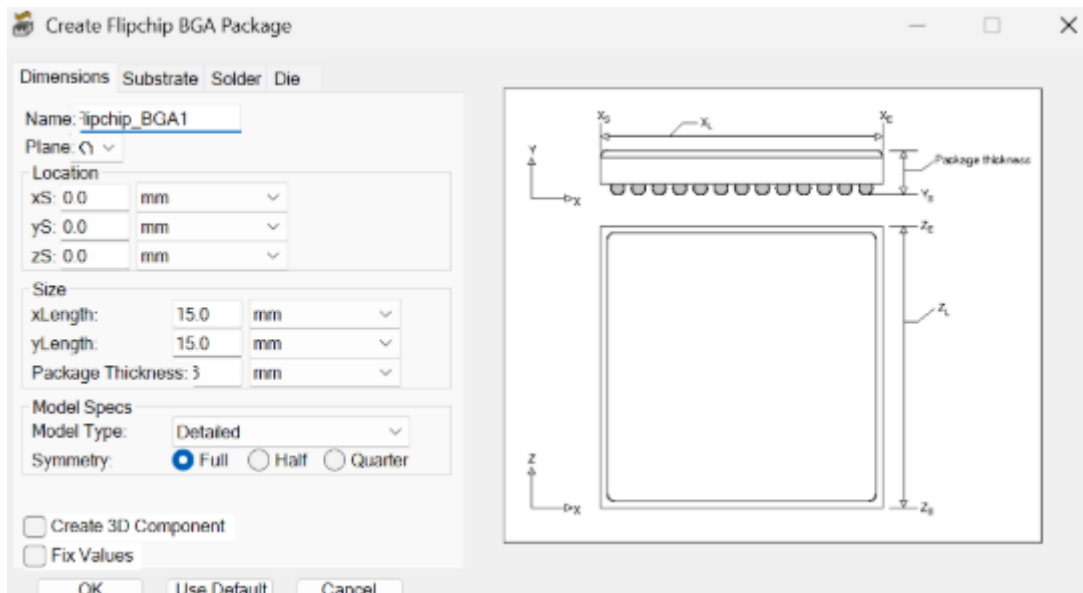 Create Flipchip BGA Package
Dimensions Substrate Solder Die
Name: lipchip_BGA1
Plane:
Location
xS: 0.0 mm
yS: 0.0 mm
zS: 0.0 mm
Size
xLength: 15.0 mm
yLength: 15.0 mm
Package Thickness: mm
Model Specs
Model Type: Detailed
Symmetry: Full Half Quarter
Create 3D Component
Fix Values
OK Use Default Cancel
XS XL XE
Y
Package thickness
X YS
ZE
ZL
Z
X ZS